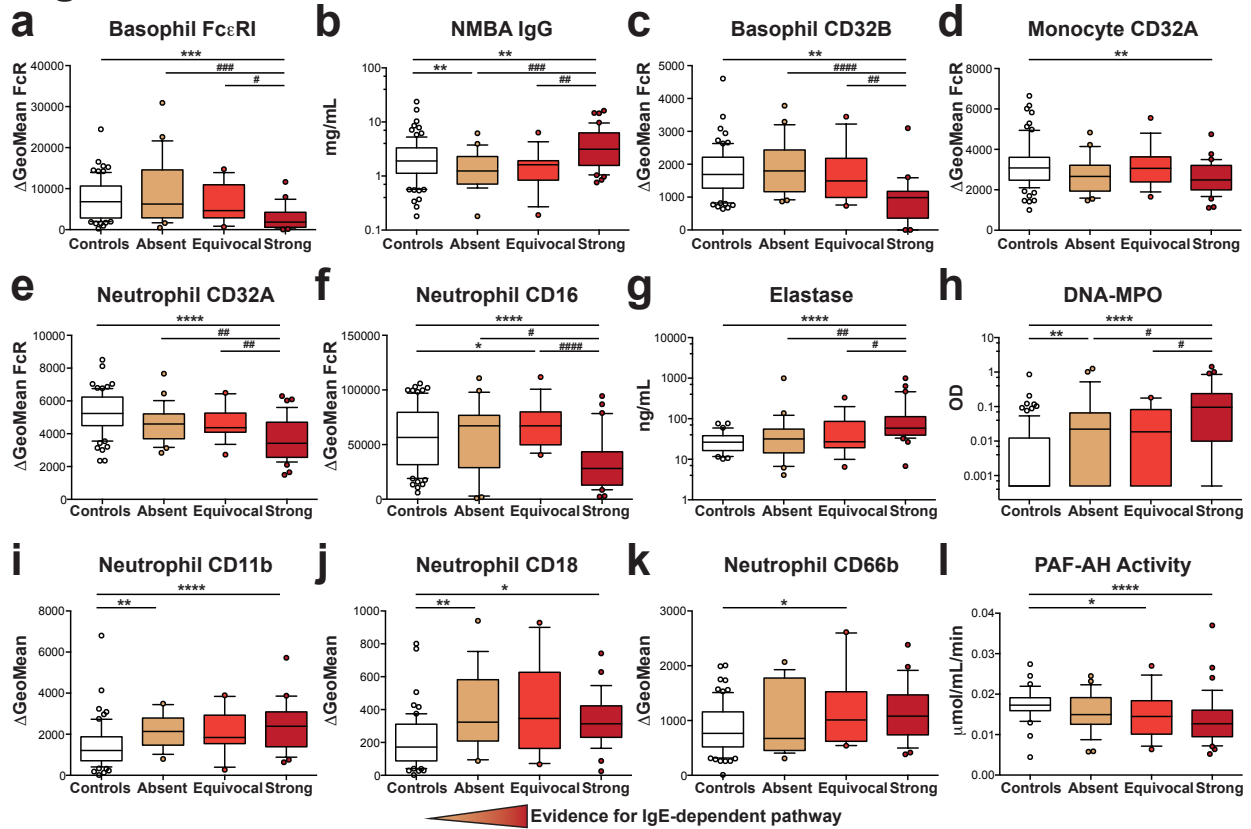 a Basophil FcεRI
***
###
#
ΔGeoMean FcR
40000
30000
20000
10000
0
Controls Absent Equivocal Strong
b NMBA IgG
**
** ###
##
mg/mL
100
10
1
0.1
Controls Absent Equivocal Strong
c Basophil CD32B
**
####
##
ΔGeoMean FcR
5000
4000
3000
2000
1000
0
Controls Absent Equivocal Strong
d Monocyte CD32A
**
ΔGeoMean FcR
8000
6000
4000
2000
0
Controls Absent Equivocal Strong
e Neutrophil CD32A
****
##
##
ΔGeoMean FcR
10000
8000
6000
4000
2000
0
Controls Absent Equivocal Strong
f Neutrophil CD16
****
#
* ####
ΔGeoMean FcR
150000
100000
50000
0
Controls Absent Equivocal Strong
g Elastase
****
##
#
ng/mL
10000
1000
100
10
1
Controls Absent Equivocal Strong
h DNA-MPO
****
** #
#
OD
10
1
0.1
0.01
0.001
Controls Absent Equivocal Strong
i Neutrophil CD11b
****
**
ΔGeoMean
8000
6000
4000
2000
0
Controls Absent Equivocal Strong
j Neutrophil CD18
*
**
ΔGeoMean
1000
800
600
400
200
0
Controls Absent Equivocal Strong
k Neutrophil CD66b
*
ΔGeoMean
3000
2000
1000
0
Controls Absent Equivocal Strong
l PAF-AH Activity
****
*
μmol/mL/min
0.04
0.03
0.02
0.01
0.00
Controls Absent Equivocal Strong
Evidence for IgE-dependent pathway